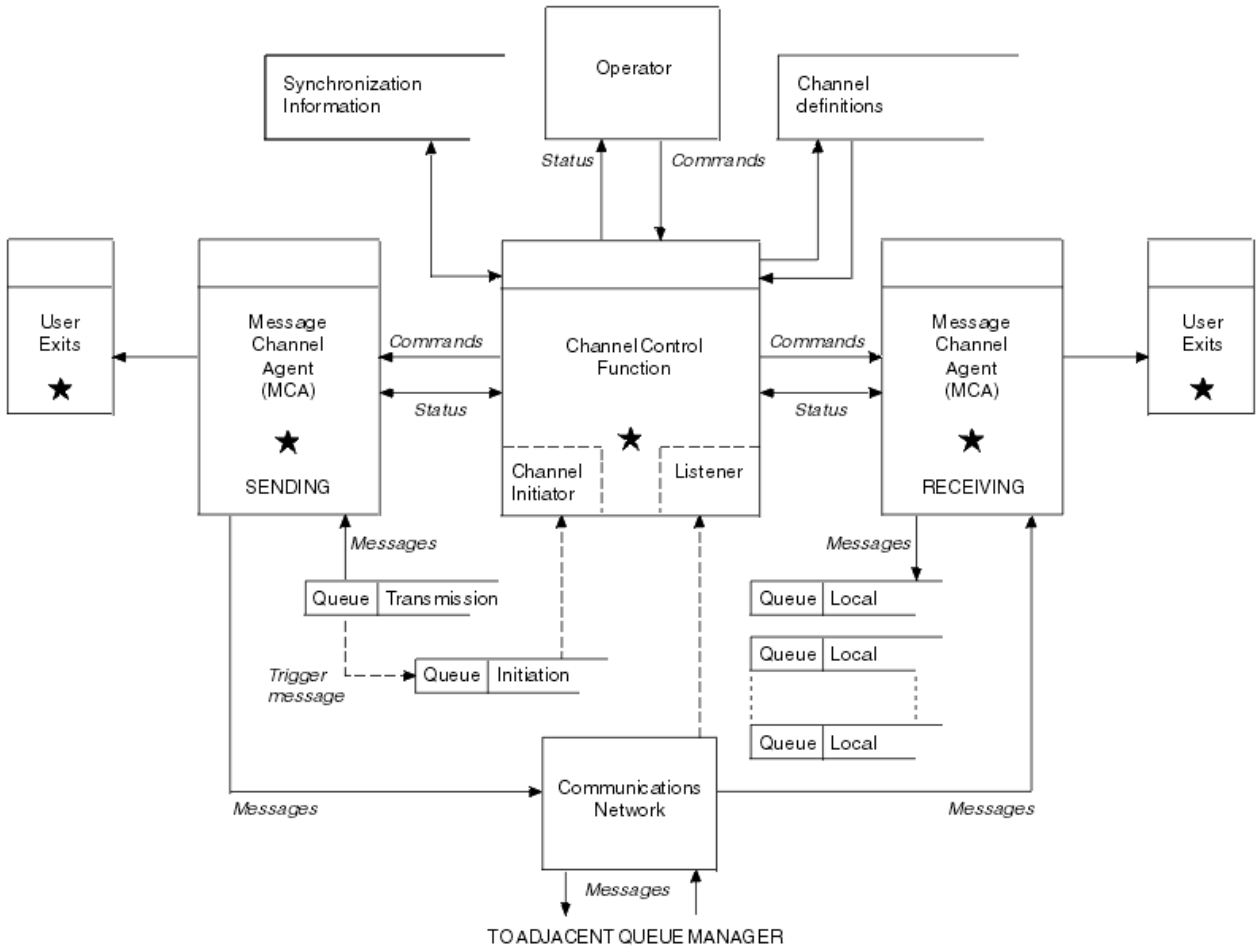 Operator
Synchronization
Information
Channel
definitions
Status
Commands
User
Exits
Message
Channel
Agent
(MCA)
SENDING
Commands
Status
Channel Control
Function
Channel
Initiator
Listener
Commands
Status
Message
Channel
Agent
(MCA)
RECEIVING
User
Exits
Messages
Queue Transmission
Trigger
message
Queue Initiation
Messages
Queue Local
Queue Local
Queue Local
Communications
Network
Messages
Messages
Messages
TO ADJACENT QUEUE MANAGER